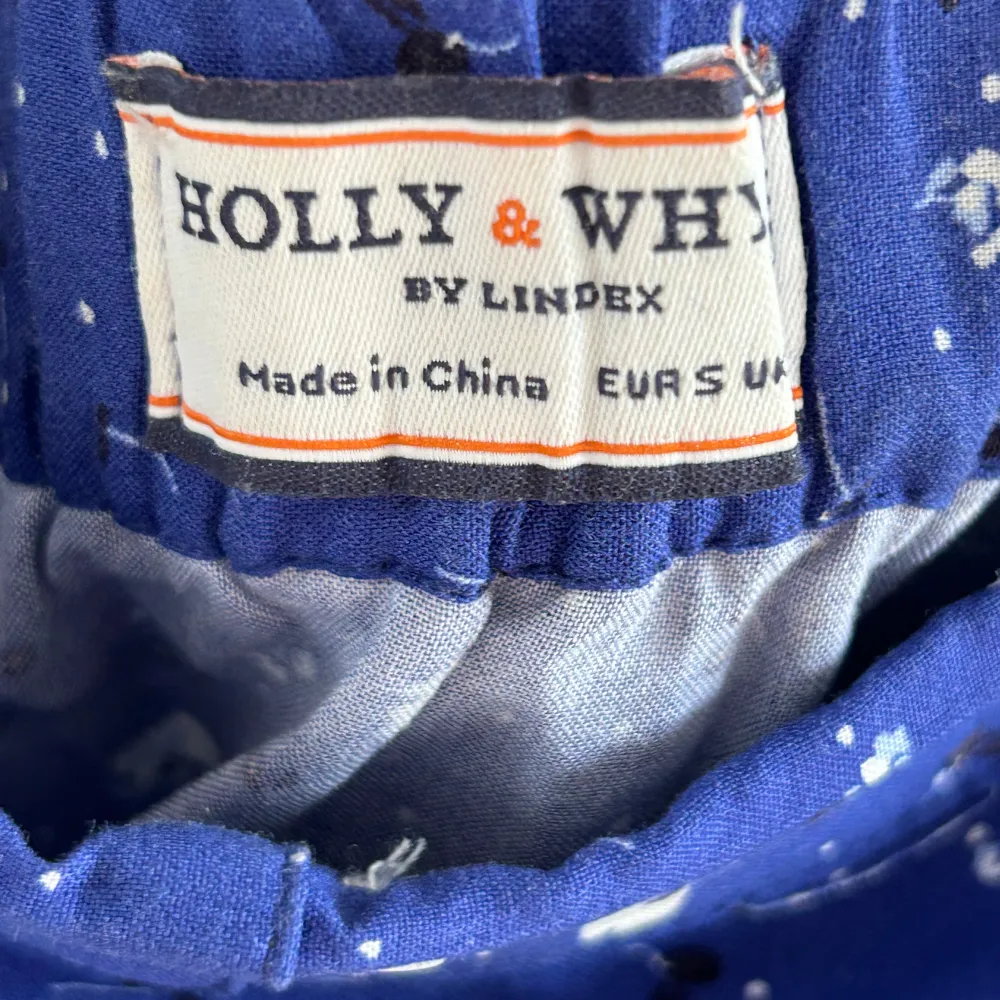 HOLLY & WHY
BY LINDEX
Made in China EUR S